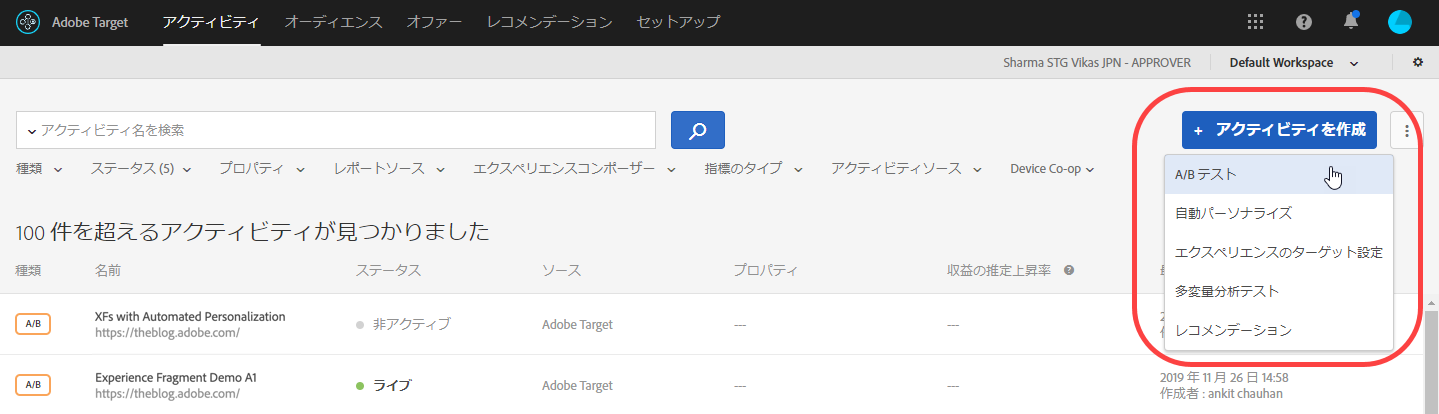 Adobe Target アクティビティ オーディエンス オファー レコメンデーション セットアップ
Sharma STG Vikas JPN - APPROVER Default Workspace
アクティビティ名を検索
+ アクティビティを作成
種類 ステータス (5) プロパティ レポートソース エクスペリエンスコンポーザー 指標のタイプ アクティビティソース Device Co-op
A/B テスト
自動パーソナライズ
エクスペリエンスのターゲット設定
多変量分析テスト
レコメンデーション
100 件を超えるアクティビティが見つかりました
種類 名前 ステータス ソース プロパティ 収益の推定上昇率
A/B XFs with Automated Personalization 非アクティブ Adobe Target --- ---
https://theblog.adobe.com/
A/B Experience Fragment Demo A1 ライブ Adobe Target --- --- 2019 年 11 月 26 日 14:58
https://theblog.adobe.com/ 作成者 : ankit chauhan